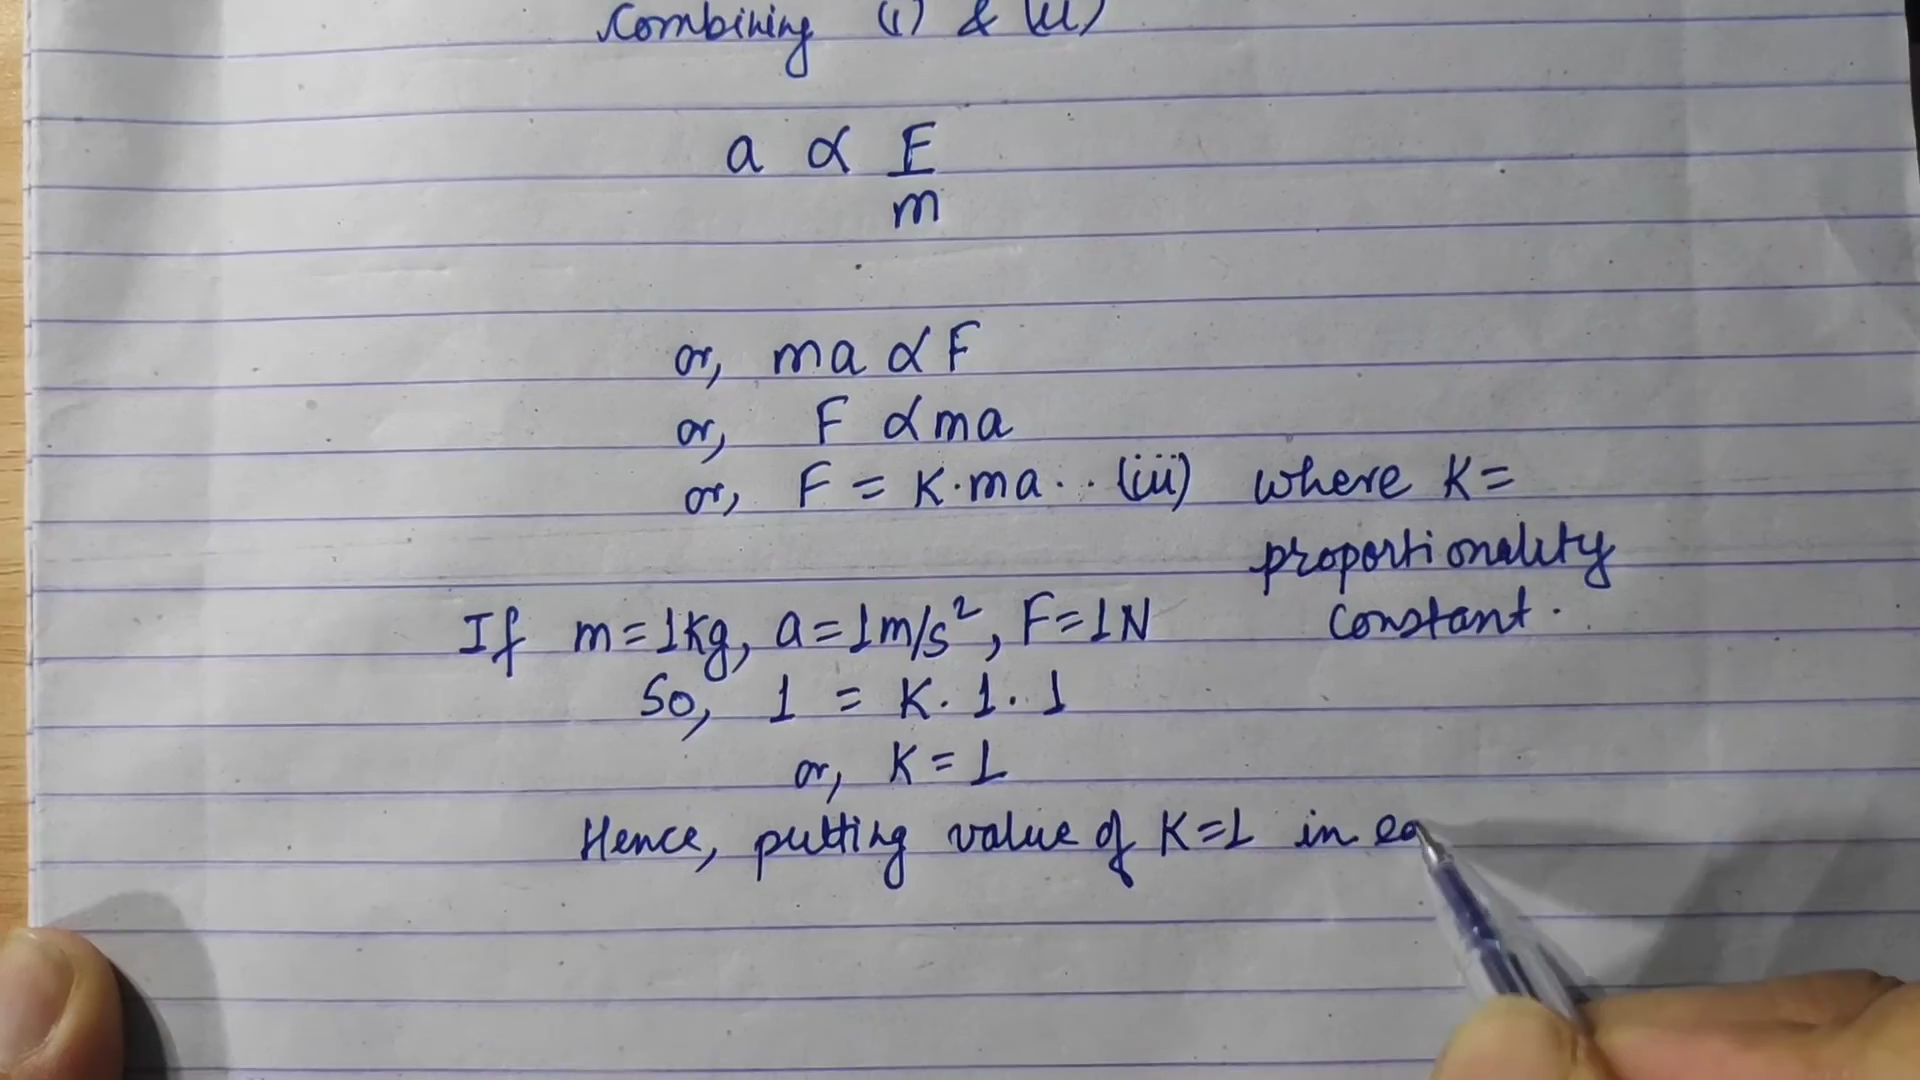 Combining (i) & (ii)
a ∝ F
m
or, ma ∝ F
or, F ∝ ma
or, F = K·ma.. (iii) where K =
proportionality
constant.
If m = 1kg, a = 1m/s², F = 1N
So, 1 = K. 1. 1
or, K = 1
Hence, putting value of K = 1 in eq